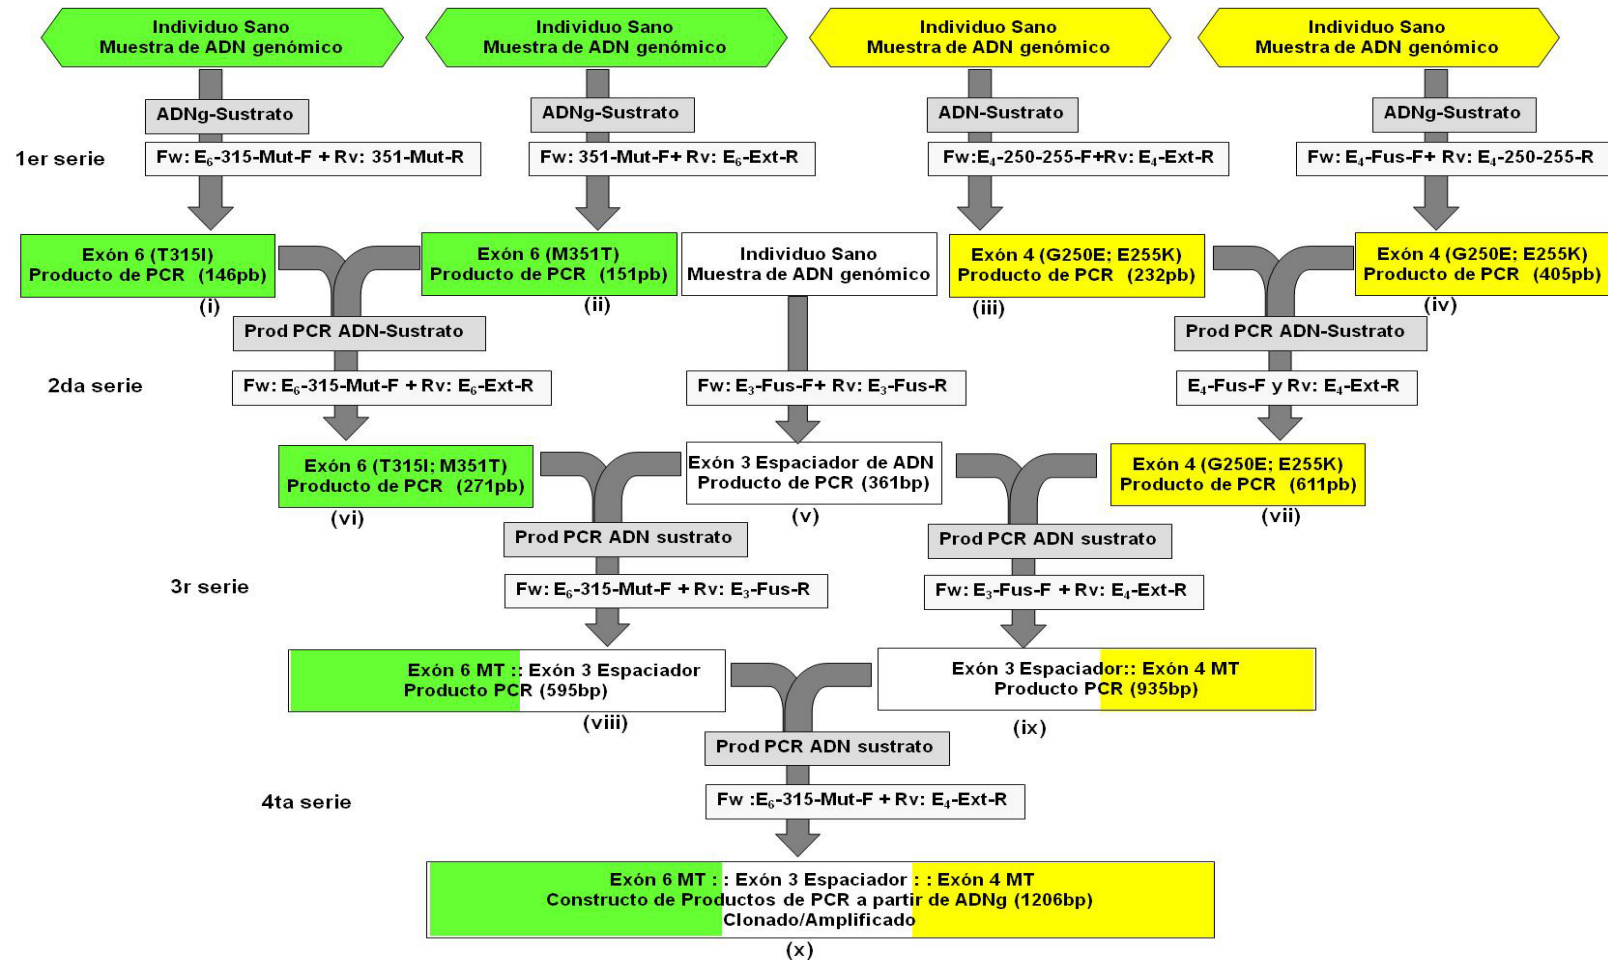 Individuo Sano
Muestra de ADN genómico
Individuo Sano
Muestra de ADN genómico
Individuo Sano
Muestra de ADN genómico
Individuo Sano
Muestra de ADN genómico
ADNg-Sustrato
ADNg-Sustrato
ADN-Sustrato
ADNg-Sustrato
1er serie
Fw: E₆-315-Mut-F + Rv: 351-Mut-R
Fw: 351-Mut-F+ Rv: E₆-Ext-R
Fw:E₄-250-255-F+Rv: E₄-Ext-R
Fw: E₄-Fus-F+ Rv: E₄-250-255-R
Exón 6 (T315I)
Producto de PCR (146pb)
(i)
Exón 6 (M351T)
Producto de PCR (151pb)
(ii)
Individuo Sano
Muestra de ADN genómico
Exón 4 (G250E; E255K)
Producto de PCR (232pb)
(iii)
Exón 4 (G250E; E255K)
Producto de PCR (405pb)
(iv)
Prod PCR ADN-Sustrato
Prod PCR ADN-Sustrato
2da serie
Fw: E₆-315-Mut-F + Rv: E₆-Ext-R
Fw: E₃-Fus-F+ Rv: E₃-Fus-R
E₄-Fus-F y Rv: E₄-Ext-R
Exón 6 (T315I; M351T)
Producto de PCR (271pb)
(vi)
Exón 3 Espaciador de ADN
Producto de PCR (361bp)
(v)
Exón 4 (G250E; E255K)
Producto de PCR (611pb)
(vii)
Prod PCR ADN sustrato
Prod PCR ADN sustrato
3r serie
Fw: E₆-315-Mut-F + Rv: E₃-Fus-R
Fw: E₃-Fus-F + Rv: E₄-Ext-R
Exón 6 MT :: Exón 3 Espaciador
Producto PCR (595bp)
(viii)
Exón 3 Espaciador:: Exón 4 MT
Producto PCR (935bp)
(ix)
Prod PCR ADN sustrato
4ta serie
Fw :E₆-315-Mut-F + Rv: E₄-Ext-R
Exón 6 MT : : Exón 3 Espaciador : : Exón 4 MT
Constructo de Productos de PCR a partir de ADNg (1206bp)
Clonado/Amplificado
(x)